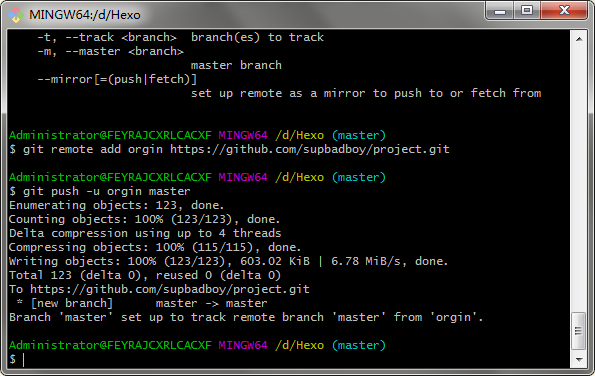 MINGW64:/d/Hexo
-t, --track <branch>  branch(es) to track
-m, --master <branch>
master branch
--mirror[=(push|fetch)]
set up remote as a mirror to push to or fetch from
Administrator@FEYRAJCXRLCACXF MINGW64 /d/Hexo (master)
$ git remote add orgin https://github.com/supbadboy/project.git
Administrator@FEYRAJCXRLCACXF MINGW64 /d/Hexo (master)
$ git push -u orgin master
Enumerating objects: 123, done.
Counting objects: 100% (123/123), done.
Delta compression using up to 4 threads
Compressing objects: 100% (115/115), done.
Writing objects: 100% (123/123), 603.02 KiB | 6.78 MiB/s, done.
Total 123 (delta 0), reused 0 (delta 0)
To https://github.com/supbadboy/project.git
 * [new branch]      master -> master
Branch 'master' set up to track remote branch 'master' from 'orgin'.
Administrator@FEYRAJCXRLCACXF MINGW64 /d/Hexo (master)
$